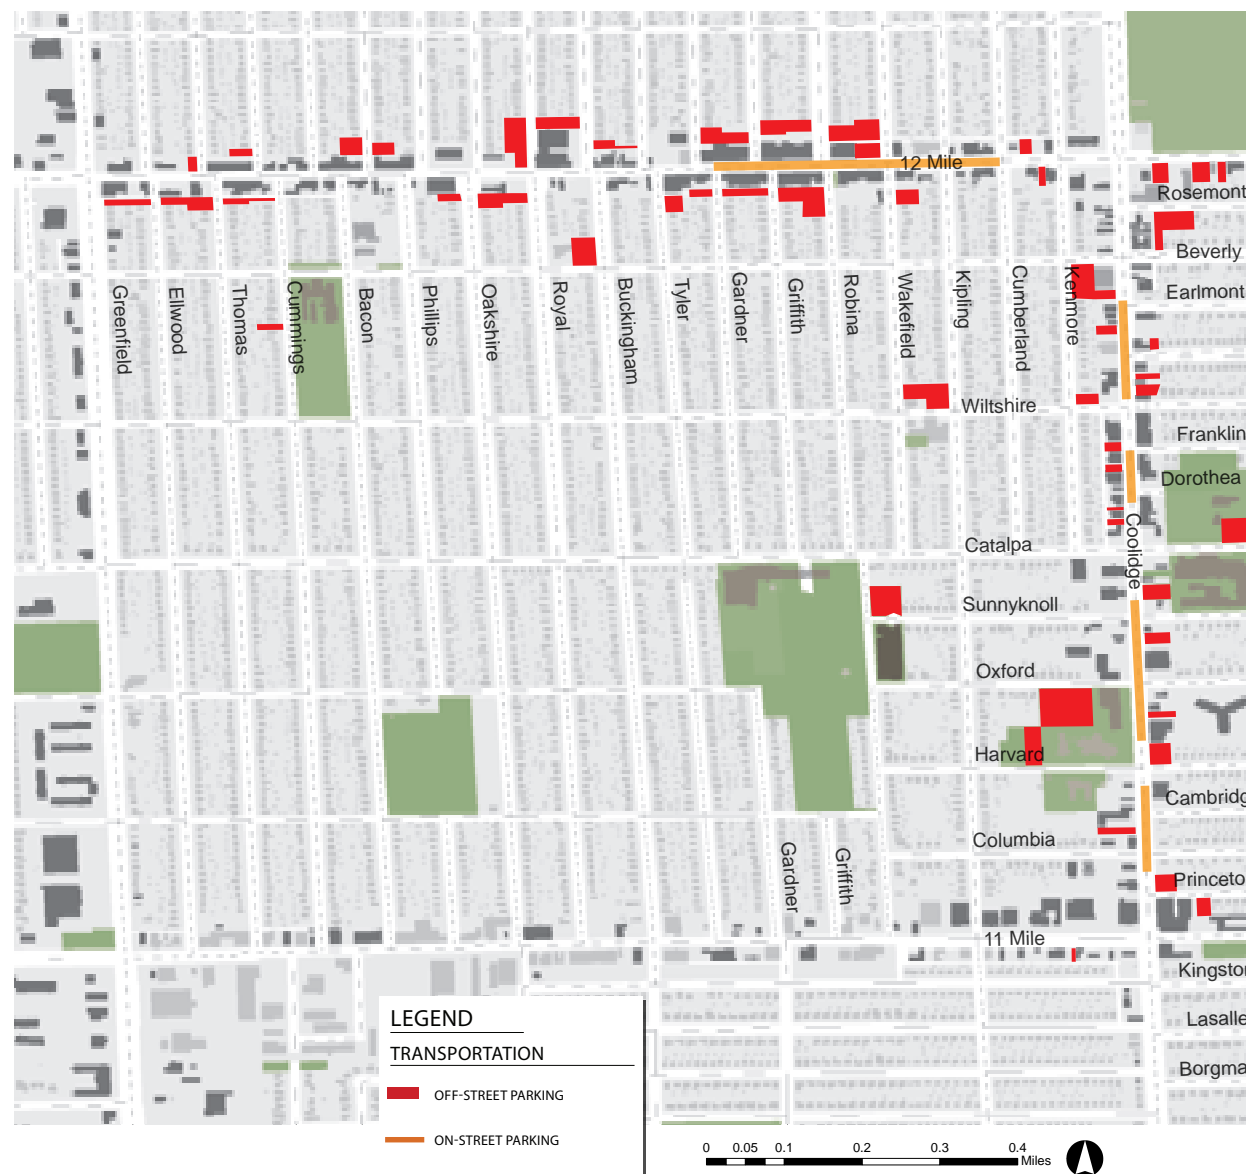 12 Mile
Rosemont
Beverly
Earlmont
Greenfield
Ellwood
Thomas
Cummings
Bacon
Phillips
Oakshire
Royal
Buckingham
Tyler
Gardner
Griffith
Robina
Wakefield
Kipling
Cumberland
Kenmore
Wiltshire
Franklin
Dorothea
Coolidge
Catalpa
Sunnyknoll
Oxford
Harvard
Cambridg
Columbia
Gardner
Griffith
Princeto
11 Mile
Kingsto
Lasalle
Borgma
LEGEND
TRANSPORTATION
OFF-STREET PARKING
ON-STREET PARKING
0 0.05 0.1 0.2 0.3 0.4
Miles